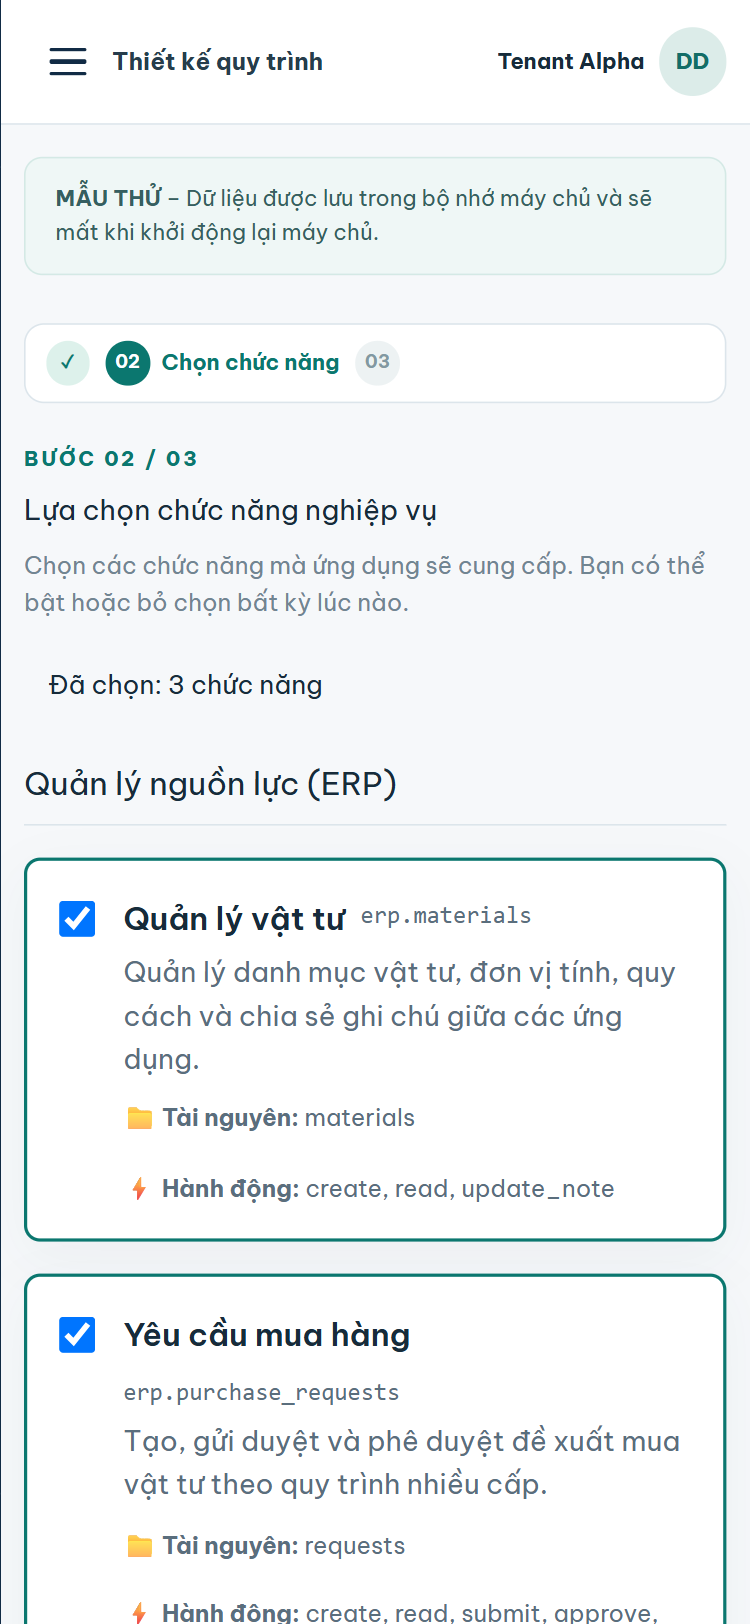 Thiết kế quy trình
Tenant Alpha
DD
MẪU THỬ – Dữ liệu được lưu trong bộ nhớ máy chủ và sẽ
mất khi khởi động lại máy chủ.
✓ 02 Chọn chức năng 03
BƯỚC 02 / 03
Lựa chọn chức năng nghiệp vụ
Chọn các chức năng mà ứng dụng sẽ cung cấp. Bạn có thể
bật hoặc bỏ chọn bất kỳ lúc nào.
Đã chọn: 3 chức năng
Quản lý nguồn lực (ERP)
Quản lý vật tư erp.materials
Quản lý danh mục vật tư, đơn vị tính, quy
cách và chia sẻ ghi chú giữa các ứng
dụng.
Tài nguyên: materials
Hành động: create, read, update_note
Yêu cầu mua hàng
erp.purchase_requests
Tạo, gửi duyệt và phê duyệt đề xuất mua
vật tư theo quy trình nhiều cấp.
Tài nguyên: requests
Hành động: create, read, submit, approve,